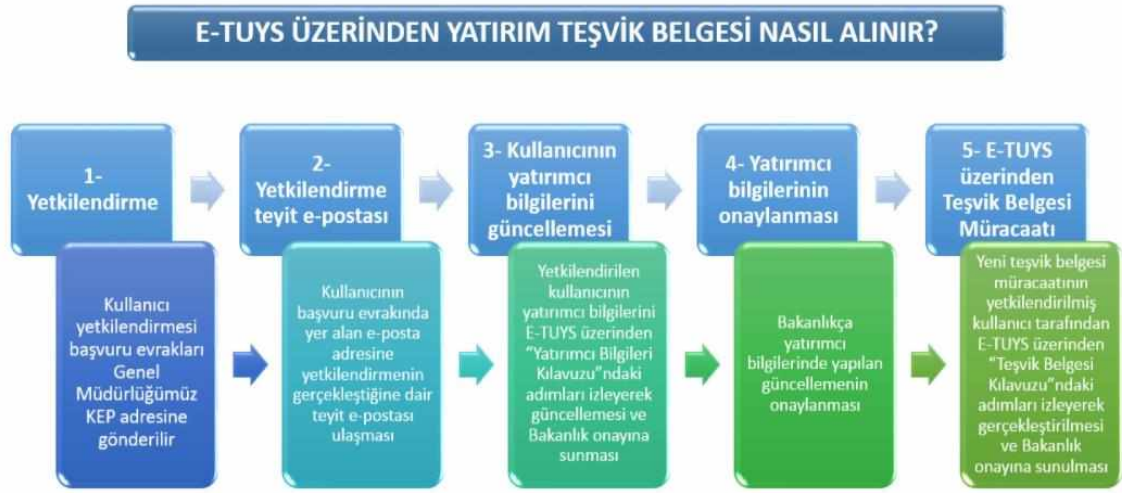 E-TUYS ÜZERİNDEN YATIRIM TEŞVİK BELGESİ NASIL ALINIR?
1-
Yetkilendirme
Kullanıcı
yetkilendirmesi
başvuru evrakları
Genel
Müdürlüğümüz
KEP adresine
gönderilir
2-
Yetkilendirme
teyit e-postası
Kullanıcının
başvuru evrakında
yer alan e-posta
adresine
yetkilendirmenin
gerçekleştiğine dair
teyit e-postası
ulaşması
3- Kullanıcının
yatırımcı
bilgilerini
güncellemesi
Yetkilendirilen
kullanıcının
yatırımcı bilgilerini
E-TUYS üzerinden
“Yatırımcı Bilgileri
Kılavuzu”ndaki
adımları izleyerek
güncellemesi ve
Bakanlık onayına
sunması
4- Yatırımcı
bilgilerinin
onaylanması
Bakanlıkça
yatırımcı
bilgilerinde yapılan
güncellemenin
onaylanması
5- E-TUYS
üzerinden
Teşvik Belgesi
Müracaatı
Yeni teşvik belgesi
müracaatının
yetkilendirilmiş
kullanıcı tarafından
E-TUYS üzerinden
“Teşvik Belgesi
Kılavuzu”ndaki
adımları izleyerek
gerçekleştirilmesi
ve Bakanlık
onayına sunulması